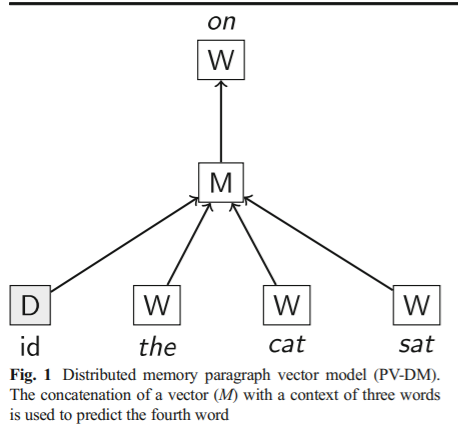 on
W
M
D W W W
id the cat sat
Fig. 1 Distributed memory paragraph vector model (PV-DM).
The concatenation of a vector (M) with a context of three words
is used to predict the fourth word